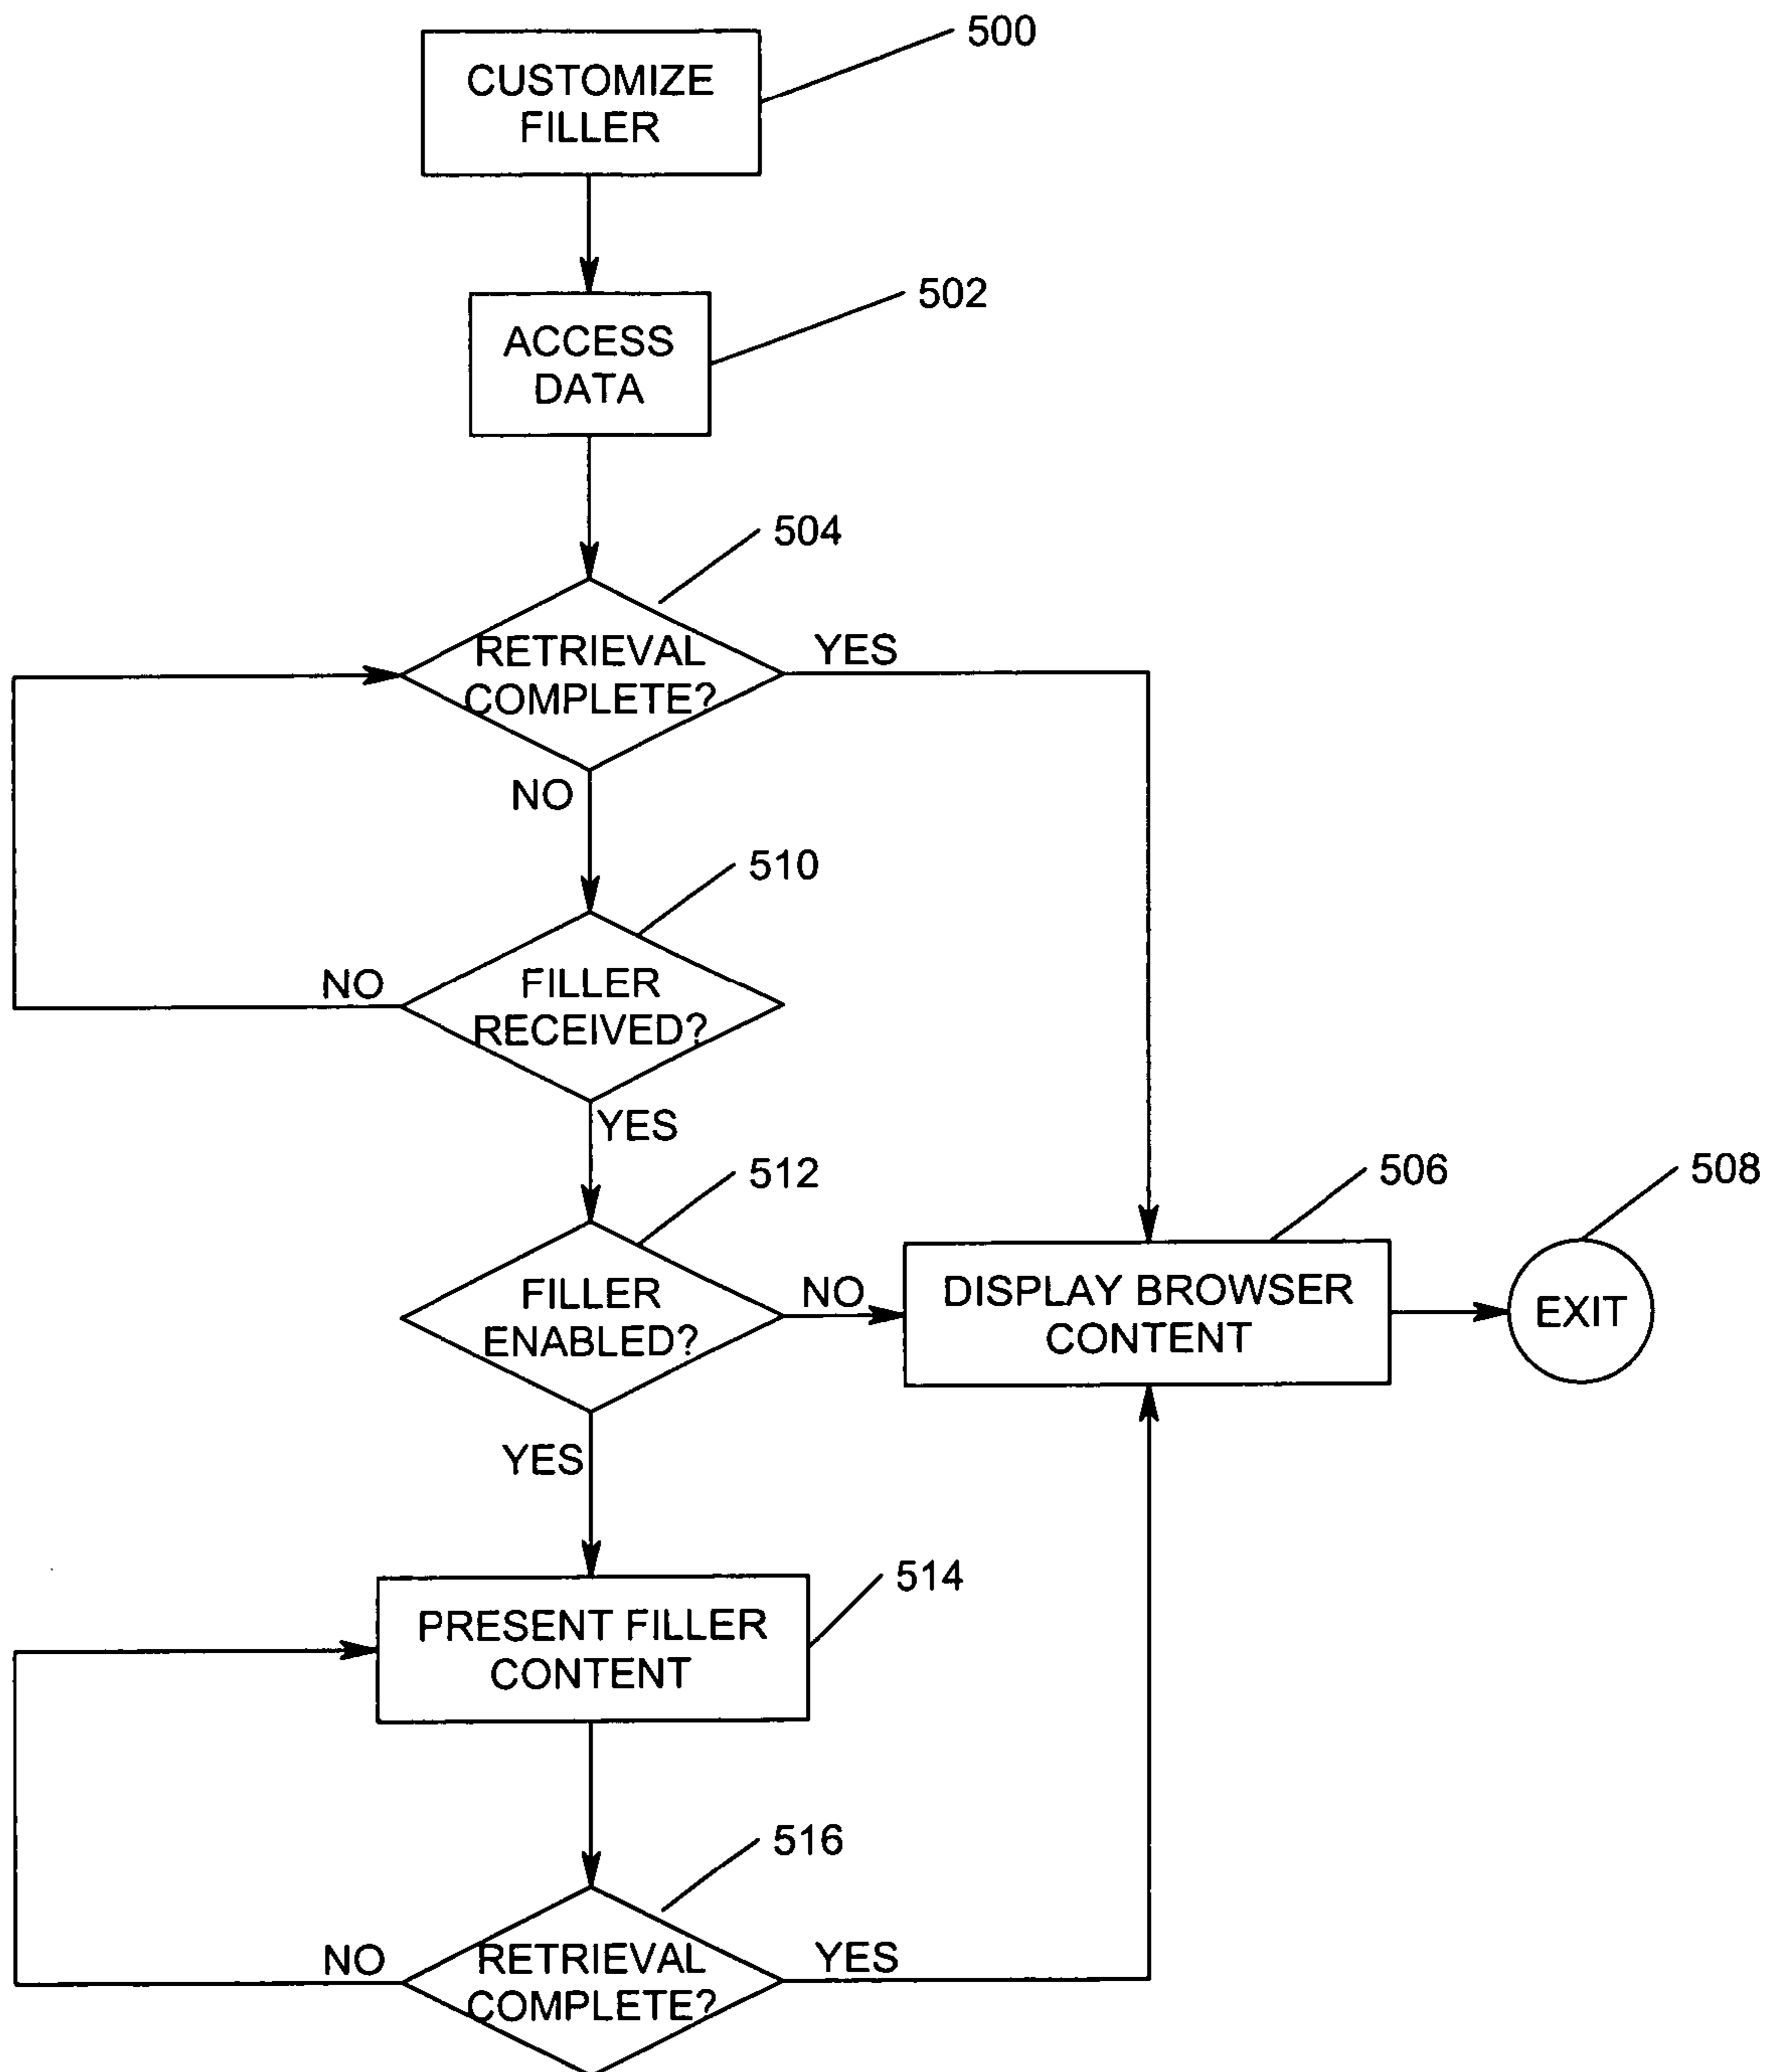 500
CUSTOMIZE
FILLER
502
ACCESS
DATA
504
RETRIEVAL
COMPLETE?
YES
NO
510
FILLER
RECEIVED?
NO
YES
512
506
508
FILLER
ENABLED?
NO
DISPLAY BROWSER
CONTENT
EXIT
YES
514
PRESENT FILLER
CONTENT
516
NO
RETRIEVAL
COMPLETE?
YES